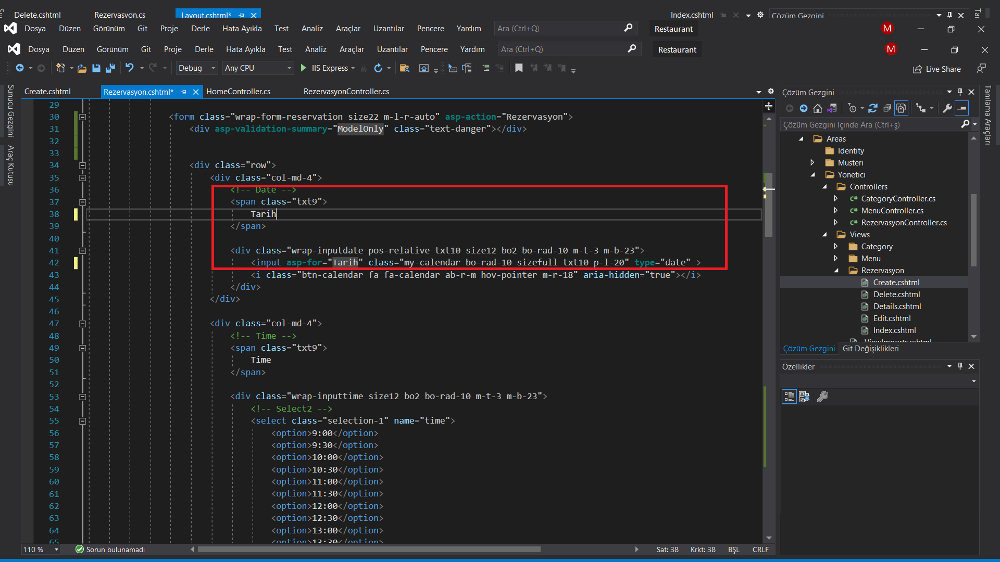 Delete.cshtml Rezervasyon.cs Layout.cshtml* Index.cshtml Çözüm Gezgini
Dosya Düzen Görünüm Git Proje Derle Hata Ayıkla Test Analiz Araçlar Uzantılar Pencere Yardım Ara (Ctrl+Q) Restaurant M
Dosya Düzen Görünüm Git Proje Derle Hata Ayıkla Test Analiz Araçlar Uzantılar Pencere Yardım Ara (Ctrl+Q) Restaurant M
Debug Any CPU IIS Express Live Share
Sunucu Gezgini
Araç Kutusu
Create.cshtml Rezervasyon.cshtml* HomeController.cs RezervasyonController.cs
29
30 <form class="wrap-form-reservation size22 m-l-r-auto" asp-action="Rezervasyon">
31 <div asp-validation-summary="ModelOnly" class="text-danger"></div>
32
33
34 <div class="row">
35 <div class="col-md-4">
36 <!-- Date -->
37 <span class="txt9">
38 Tarih
39 </span>
40
41 <div class="wrap-inputdate pos-relative txt10 size12 bo2 bo-rad-10 m-t-3 m-b-23">
42 <input asp-for="Tarih" class="my-calendar bo-rad-10 sizefull txt10 p-l-20" type="date" >
43 <i class="btn-calendar fa fa-calendar ab-r-m hov-pointer m-r-18" aria-hidden="true"></i>
44 </div>
45 </div>
46
47 <div class="col-md-4">
48 <!-- Time -->
49 <span class="txt9">
50 Time
51 </span>
52
53 <div class="wrap-inputtime size12 bo2 bo-rad-10 m-t-3 m-b-23">
54 <!-- Select2 -->
55 <select class="selection-1" name="time">
56 <option>9:00</option>
57 <option>9:30</option>
58 <option>10:00</option>
59 <option>10:30</option>
60 <option>11:00</option>
61 <option>11:30</option>
62 <option>12:00</option>
63 <option>12:30</option>
64 <option>13:00</option>
65 <option>13:30</option>
110 % Sorun bulunamadı Sat: 38 Krkt: 38 BŞL CRLF
Çözüm Gezgini
Çözüm Gezgini İçinde Ara (Ctrl+ş)
Areas
Identity
Musteri
Yonetici
Controllers
CategoryController.cs
MenuController.cs
RezervasyonController.cs
Views
Category
Menu
Rezervasyon
Create.cshtml
Delete.cshtml
Details.cshtml
Edit.cshtml
Index.cshtml
_ViewImports.cshtml
Çözüm Gezgini Git Değişiklikleri
Özellikler
Tanılama Araçları